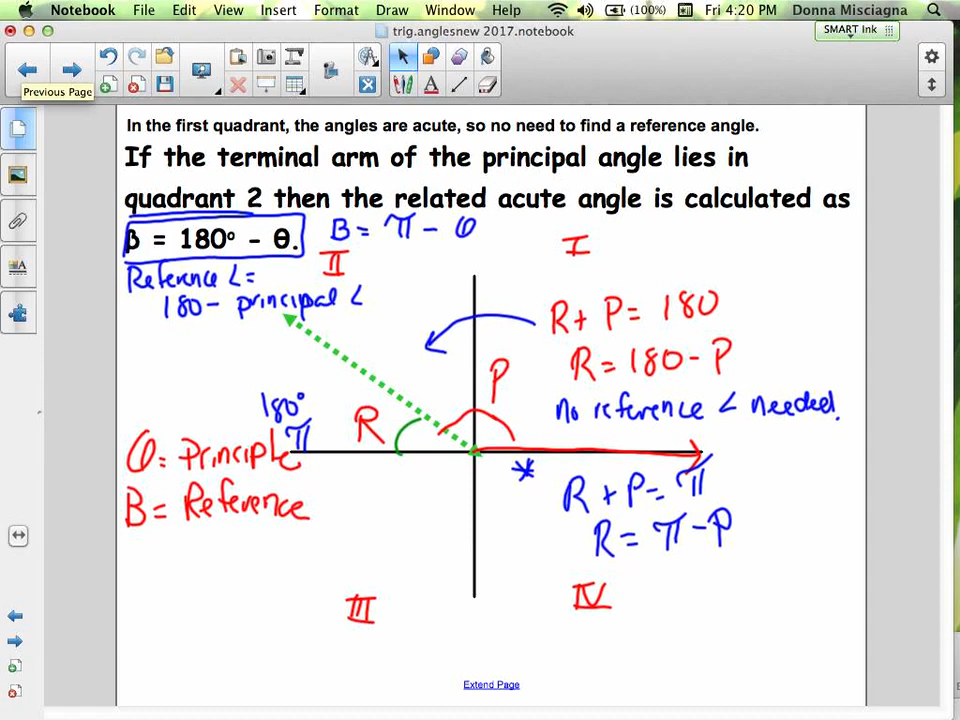 Notebook File Edit View Insert Format Draw Window Help (100%) Fri 4:20 PM Donna Misciagna
trig.anglesnew 2017.notebook
SMART Ink
Previous Page
In the first quadrant, the angles are acute, so no need to find a reference angle.
If the terminal arm of the principal angle lies in
quadrant 2 then the related acute angle is calculated as
β = 180° - θ.
B = π - θ
I
II
Reference ∠ =
180 - principal ∠
R + P = 180
R = 180 - P
P
no reference ∠ needed.
180°
π
R
θ = Principle
B = Reference
*
R + P = π
R = π - P
III
IV
Extend Page